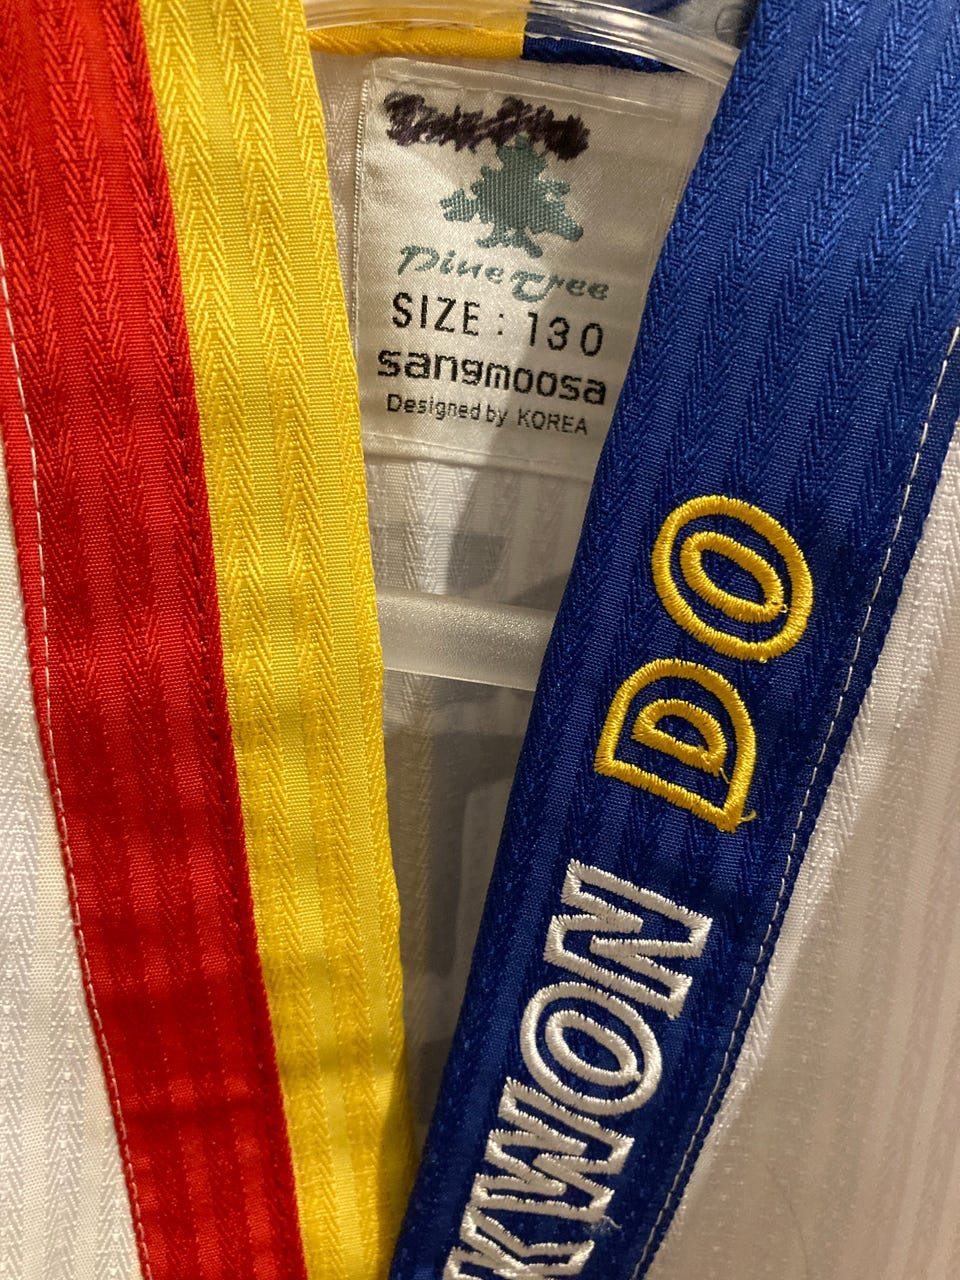 Pine Tree
SIZE : 130
sangmoosa
Designed by KOREA
KWON DO